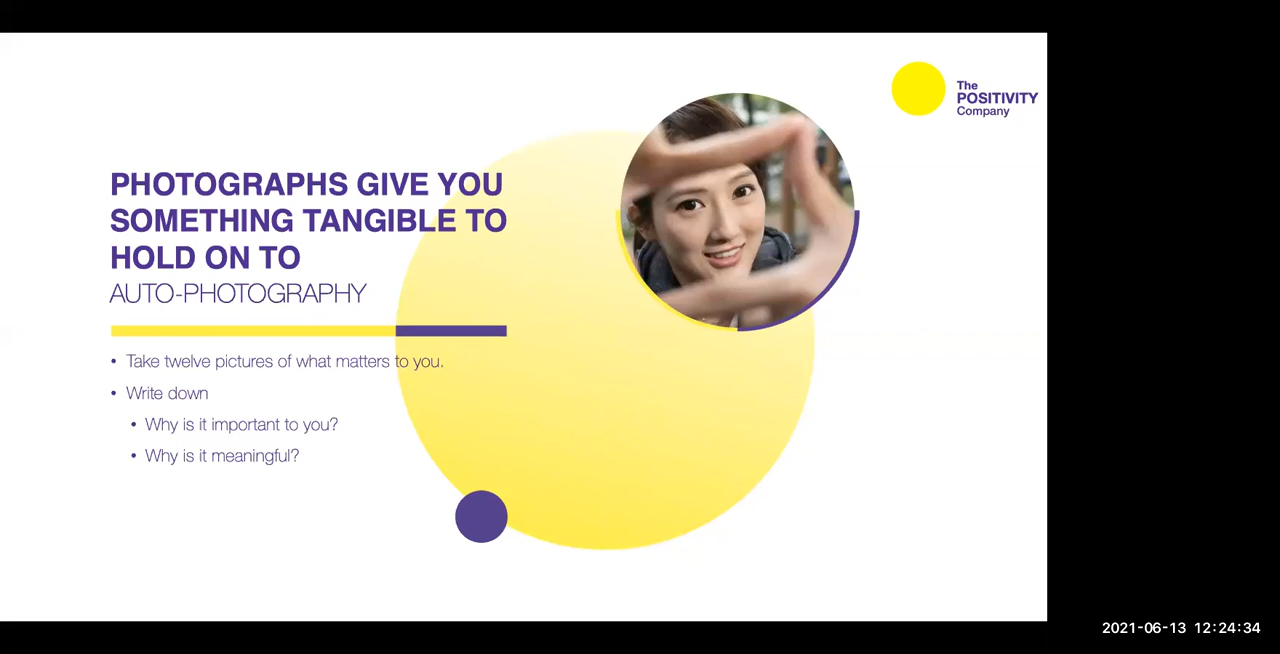 The
POSITIVITY
Company
PHOTOGRAPHS GIVE YOU
SOMETHING TANGIBLE TO
HOLD ON TO
AUTO-PHOTOGRAPHY
• Take twelve pictures of what matters to you.
• Write down
• Why is it important to you?
• Why is it meaningful?
2021-06-13 12:24:34